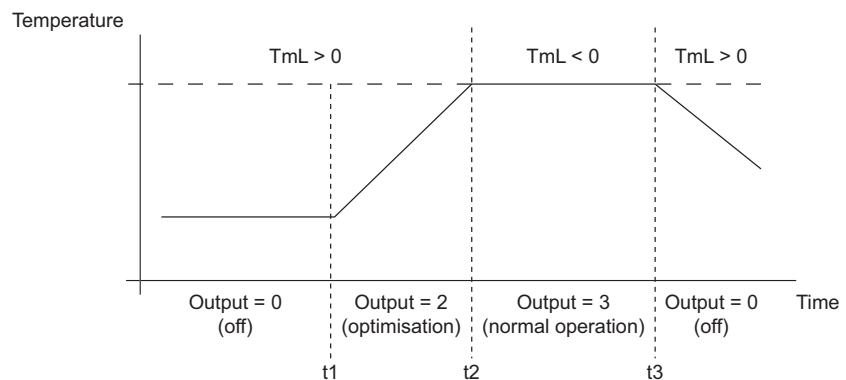 Temperature
TmL > 0
TmL < 0
TmL > 0
Output = 0
(off)
Output = 2
(optimisation)
Output = 3
(normal operation)
Output = 0
(off)
Time
t1
t2
t3